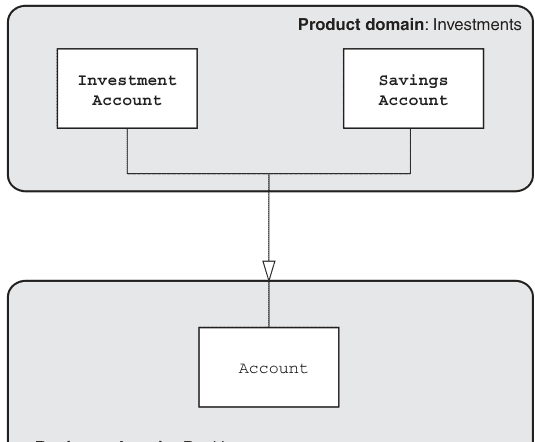 Product domain: Investments
Investment
Account
Savings
Account
Account